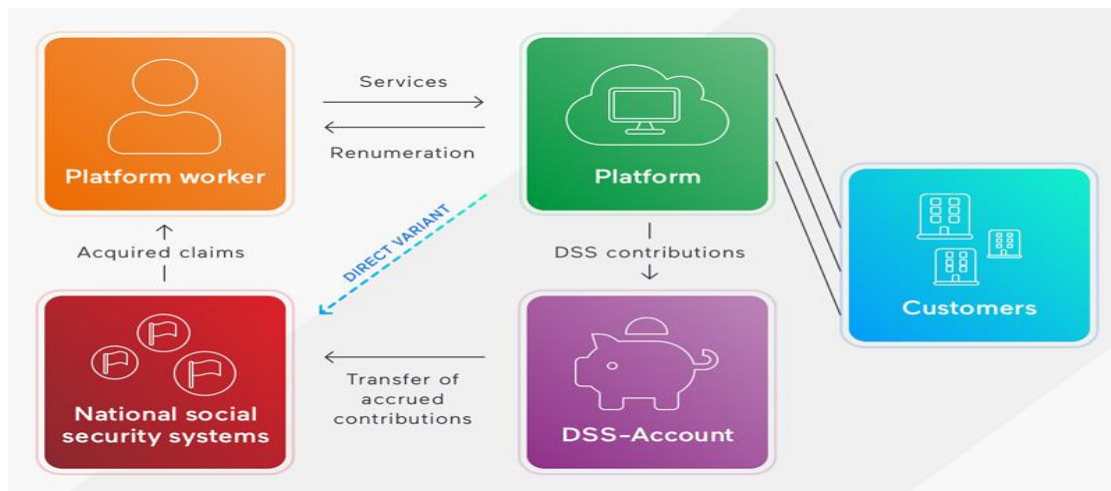 Services
Renumeration
Platform worker
Platform
DIRECT VARIANT
Acquired claims
DSS contributions
Customers
Transfer of
accrued
contributions
National social
security systems
DSS-Account